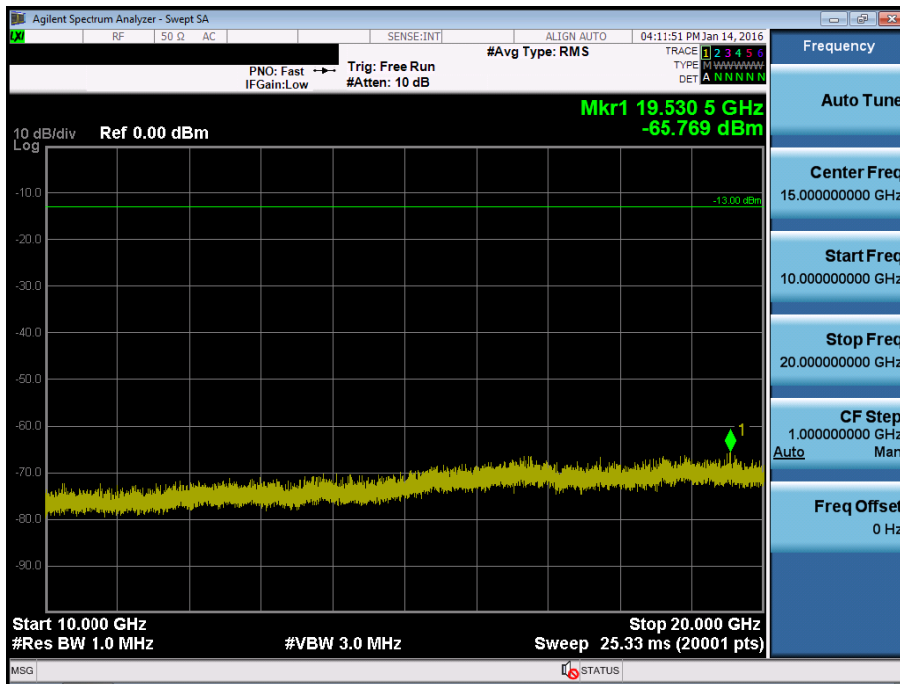 Agilent Spectrum Analyzer - Swept SA
LXI RF 50 Ω AC SENSE:INT ALIGN AUTO 04:11:51 PM Jan 14, 2016
Frequency
PNO: Fast
IFGain:Low
Trig: Free Run
#Atten: 10 dB
#Avg Type: RMS
TRACE 1 2 3 4 5 6
TYPE M WWWWW
DET A N N N N N
Auto Tune
Mkr1 19.530 5 GHz
-65.769 dBm
10 dB/div Ref 0.00 dBm
Log
-10.0
-13.00 dBm
-20.0
-30.0
-40.0
-50.0
-60.0
1
-70.0
-80.0
-90.0
Center Freq
15.000000000 GHz
Start Freq
10.000000000 GHz
Stop Freq
20.000000000 GHz
CF Step
1.000000000 GHz
Auto Man
Freq Offset
0 Hz
Start 10.000 GHz Stop 20.000 GHz
#Res BW 1.0 MHz #VBW 3.0 MHz Sweep 25.33 ms (20001 pts)
MSG STATUS